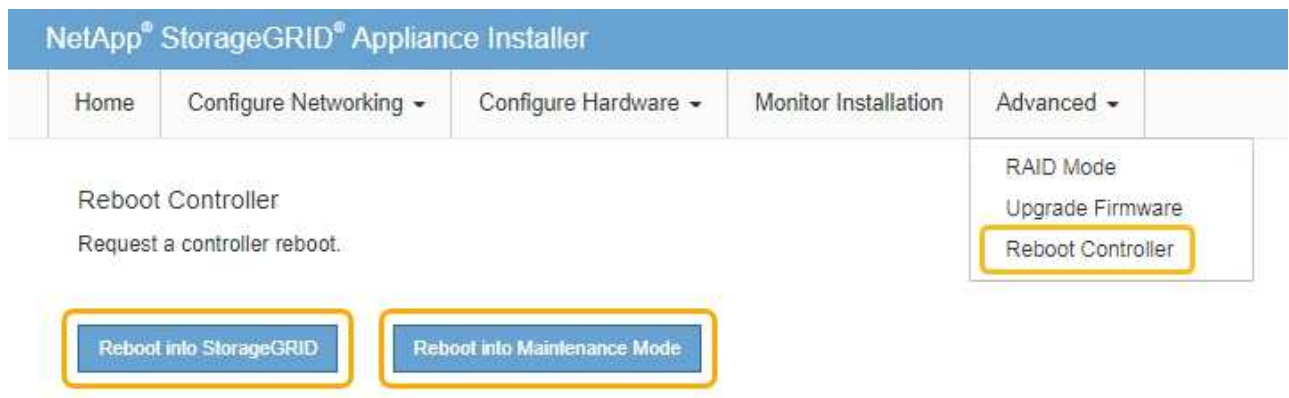 NetApp® StorageGRID® Appliance Installer
Home Configure Networking Configure Hardware Monitor Installation Advanced
RAID Mode
Upgrade Firmware
Reboot Controller
Reboot Controller
Request a controller reboot.
Reboot into StorageGRID Reboot into Maintenance Mode